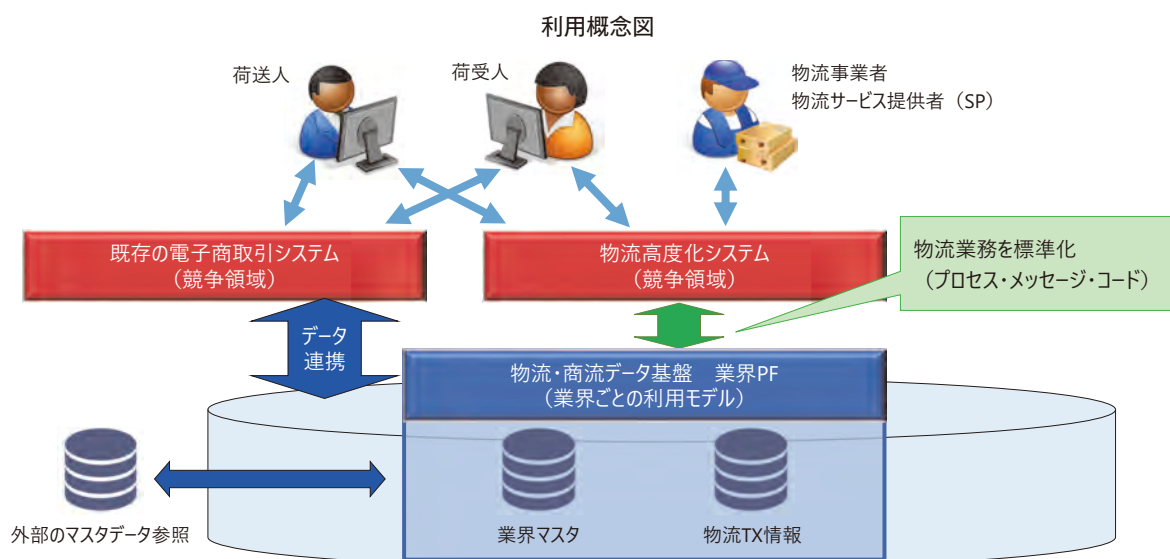 利用概念図
荷送人
荷受人
物流事業者
物流サービス提供者（SP）
既存の電子商取引システム
（競争領域）
物流高度化システム
（競争領域）
物流業務を標準化
（プロセス・メッセージ・コード）
データ
連携
物流・商流データ基盤　業界PF
（業界ごとの利用モデル）
外部のマスタデータ参照
業界マスタ
物流TX情報